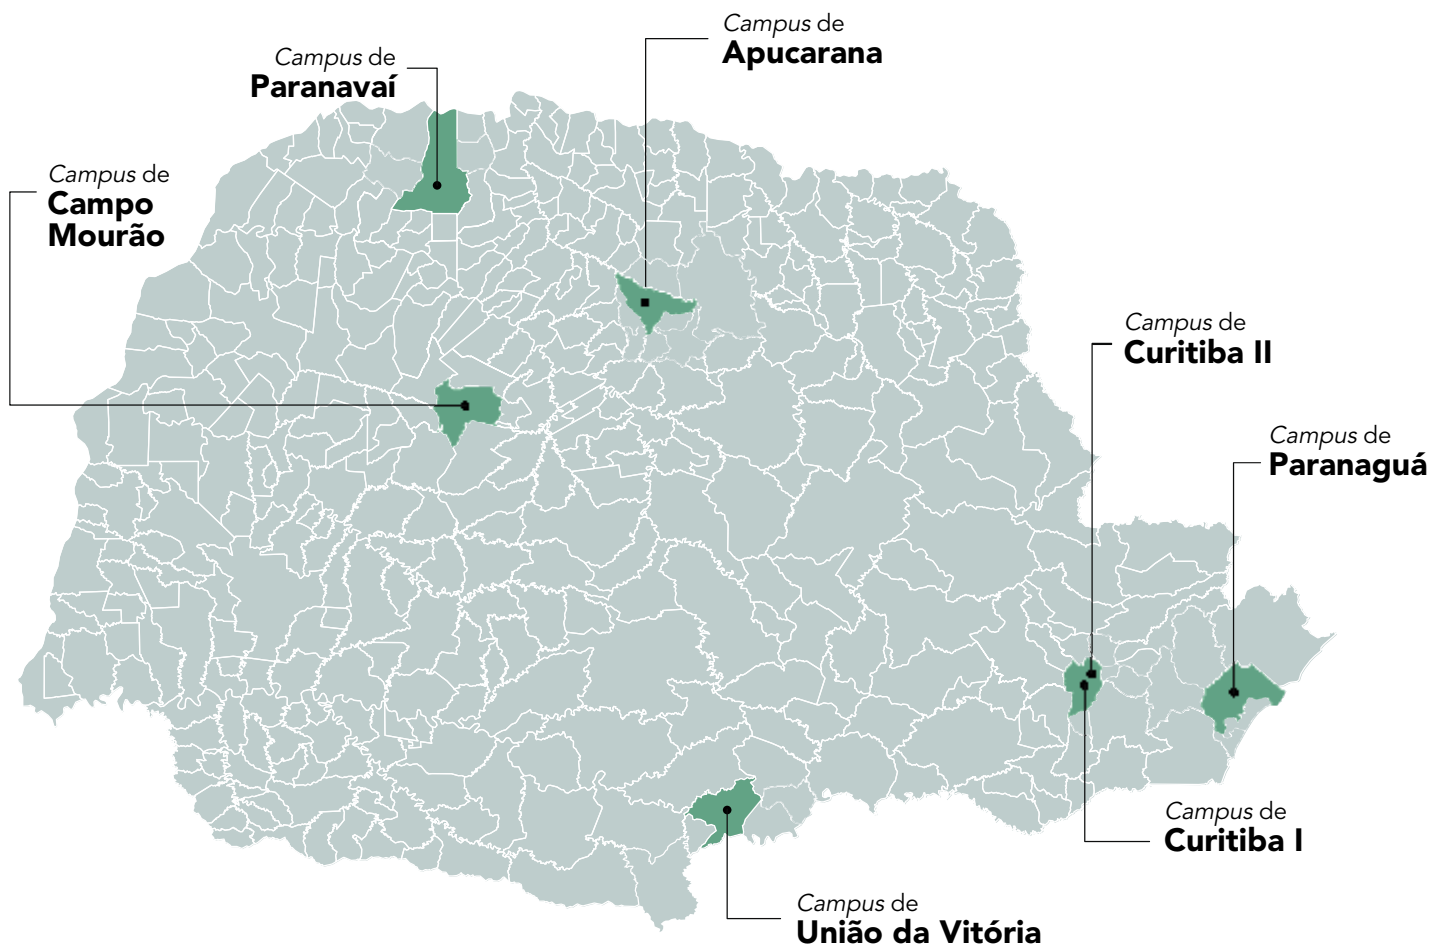 Campus de
Apucarana
Campus de
Paranavaí
Campus de
Campo
Mourão
Campus de
Curitiba II
Campus de
Paranaguá
Campus de
Curitiba I
Campus de
União da Vitória